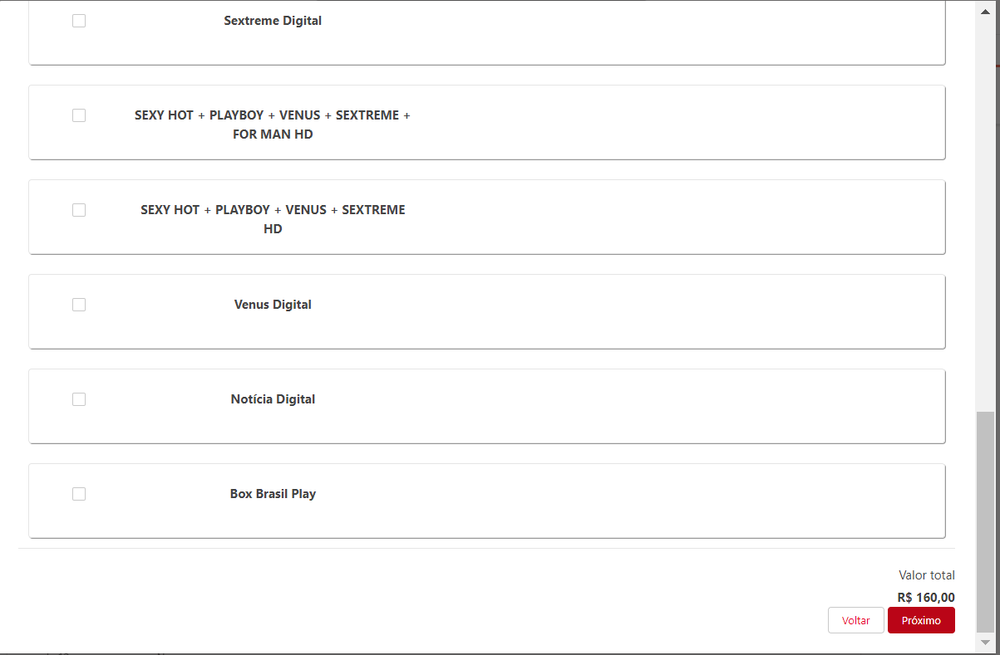 Sextreme Digital
SEXY HOT + PLAYBOY + VENUS + SEXTREME +
FOR MAN HD
SEXY HOT + PLAYBOY + VENUS + SEXTREME
HD
Venus Digital
Notícia Digital
Box Brasil Play
Valor total
R$ 160,00
Voltar
Próximo